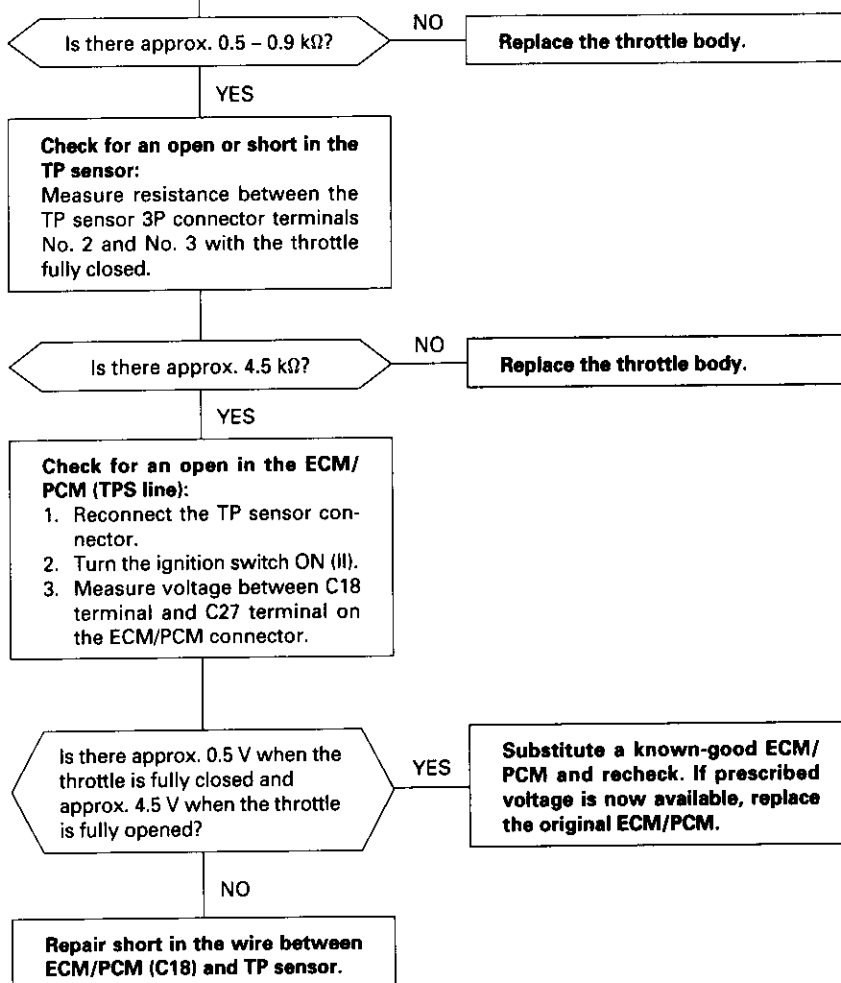 Is there approx. 0.5 – 0.9 kΩ?
NO
Replace the throttle body.
YES
Check for an open or short in the
TP sensor:
Measure resistance between the
TP sensor 3P connector terminals
No. 2 and No. 3 with the throttle
fully closed.
Is there approx. 4.5 kΩ?
NO
Replace the throttle body.
YES
Check for an open in the ECM/
PCM (TPS line):
1. Reconnect the TP sensor con-
nector.
2. Turn the ignition switch ON (II).
3. Measure voltage between C18
terminal and C27 terminal on
the ECM/PCM connector.
Is there approx. 0.5 V when the
throttle is fully closed and
approx. 4.5 V when the throttle
is fully opened?
YES
Substitute a known-good ECM/
PCM and recheck. If prescribed
voltage is now available, replace
the original ECM/PCM.
NO
Repair short in the wire between
ECM/PCM (C18) and TP sensor.